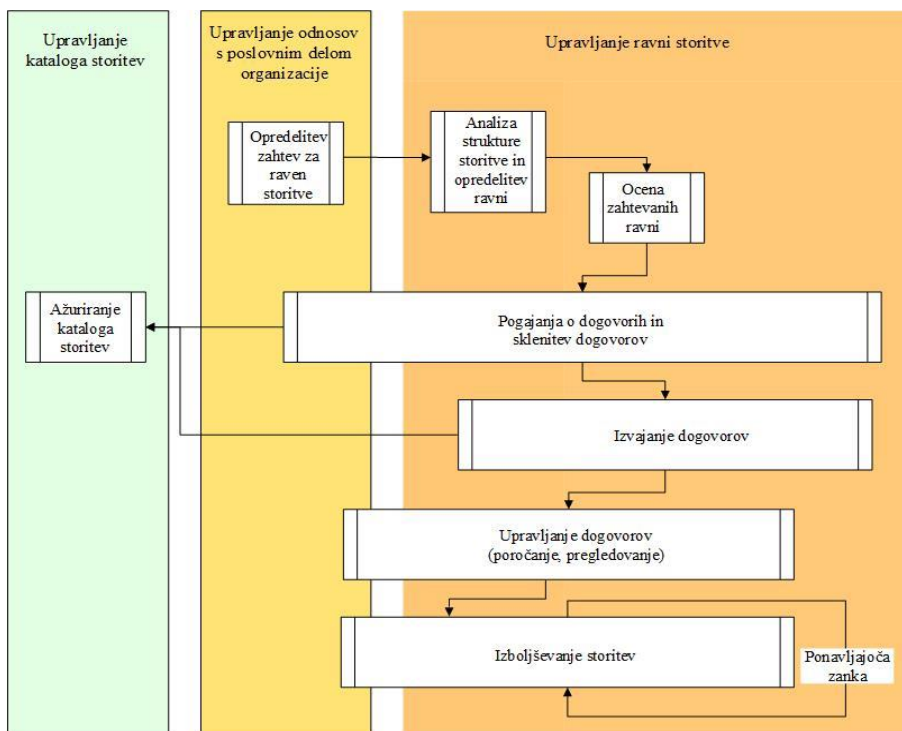 Upravljanje
kataloga storitev
Upravljanje odnosov
s poslovnim delom
organizacije
Upravljanje ravni storitve
Opredelitev
zahtev za
raven
storitve
Analiza
strukture
storitve in
opredelitev
ravni
Ocena
zahtevanih
ravni
Ažuriranje
kataloga
storitev
Pogajanja o dogovorih in
sklenitev dogovorov
Izvajanje dogovorov
Upravljanje dogovorov
(poročanje, pregledovanje)
Izboljševanje storitev
Ponavljajoča
zanka